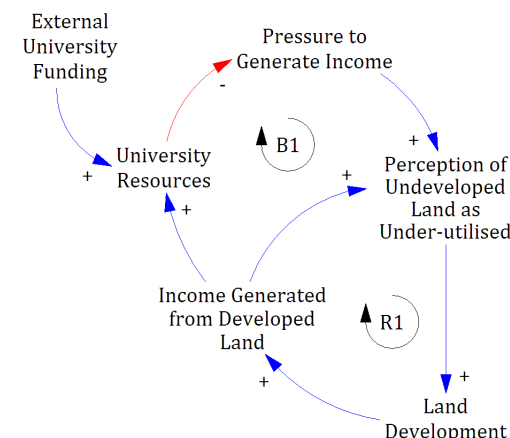 External
University
Funding
Pressure to
Generate Income
-
B1
+
University
Resources
+
+
+
Perception of
Undeveloped
Land as
Under-utilised
+
Income Generated
from Developed
Land
R1
+
+
Land
Development